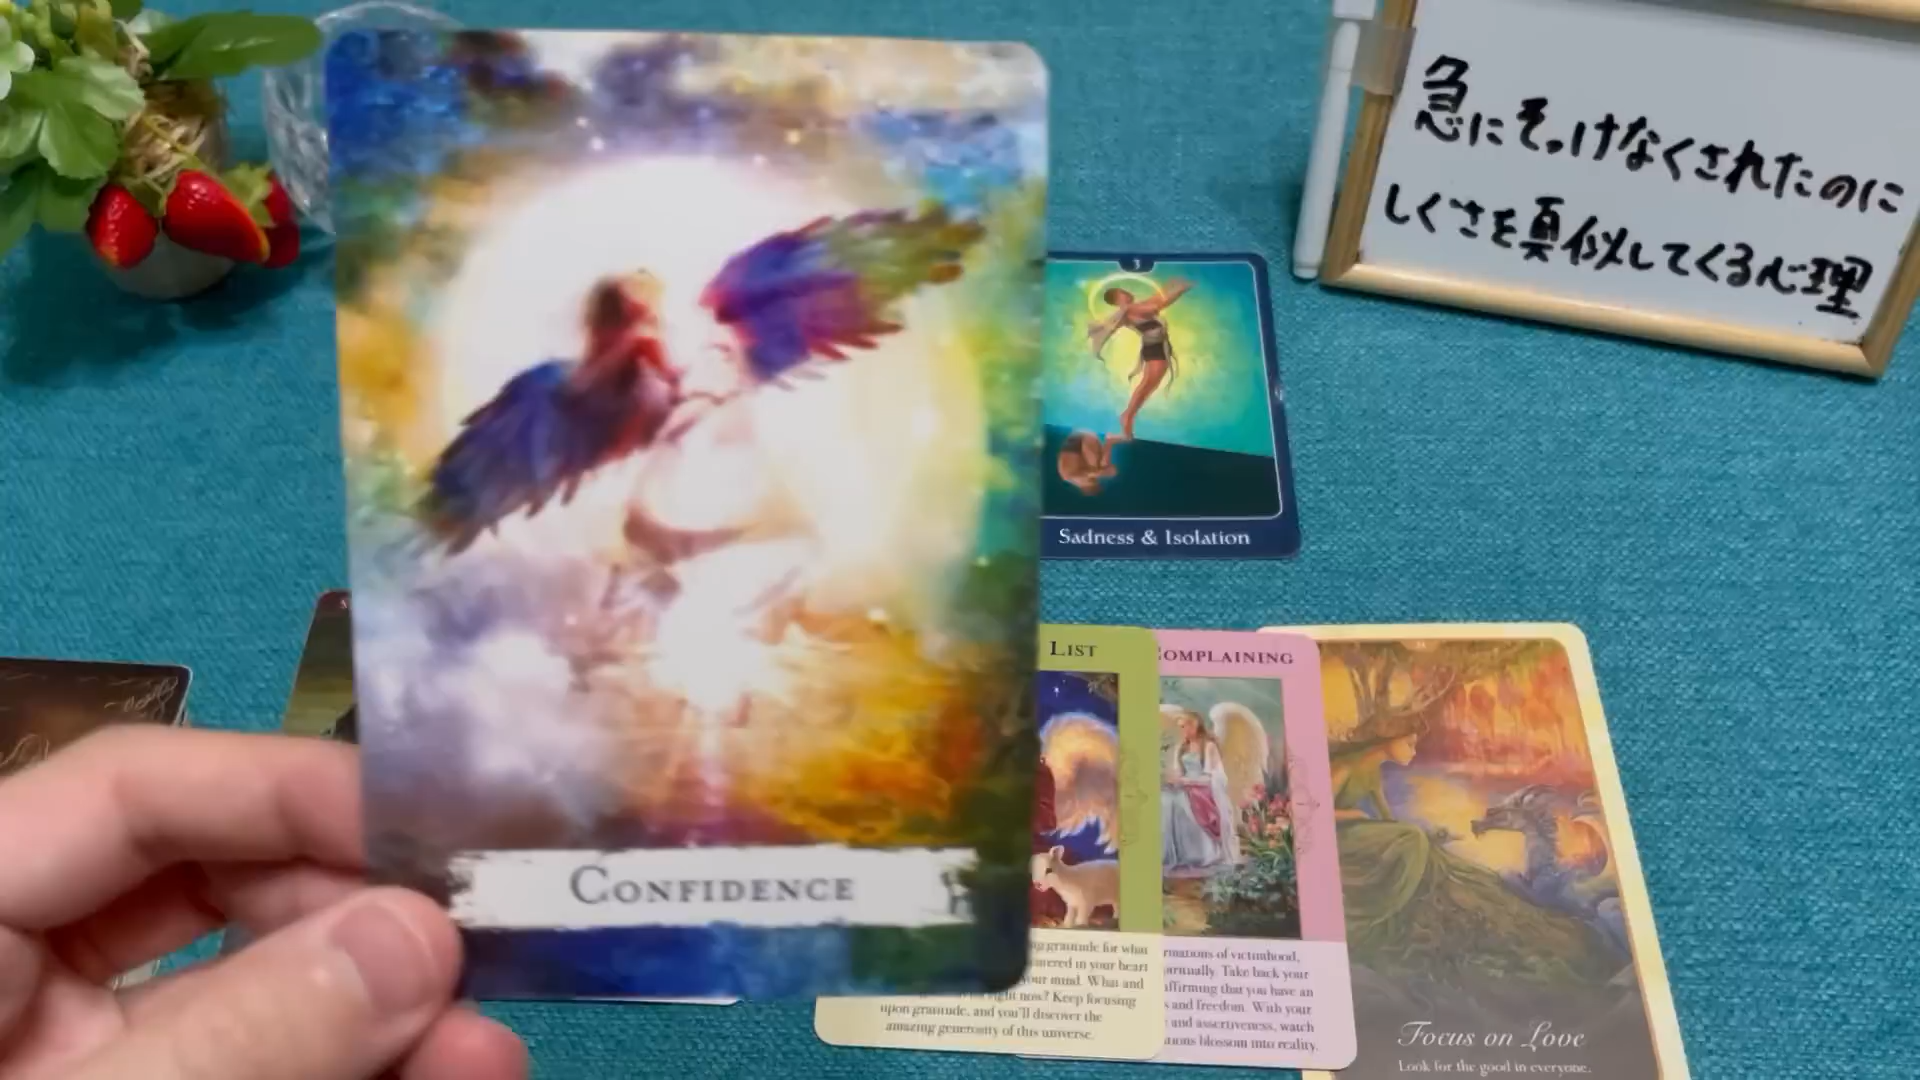 急にそっけなくされたのに
しぐさを真似してくる心理
3
Sadness & Isolation
CONFIDENCE
LIST
COMPLAINING
gratitude for what
in your heart
your mind. What and
right now? Keep focusing
upon gratitude, and you'll discover the
amazing generosity of this universe.
of victimhood,
Take back your
affirming that you have an
and freedom. With your
and assertiveness, watch
blossom into reality.
Focus on Love
Look for the good in everyone.